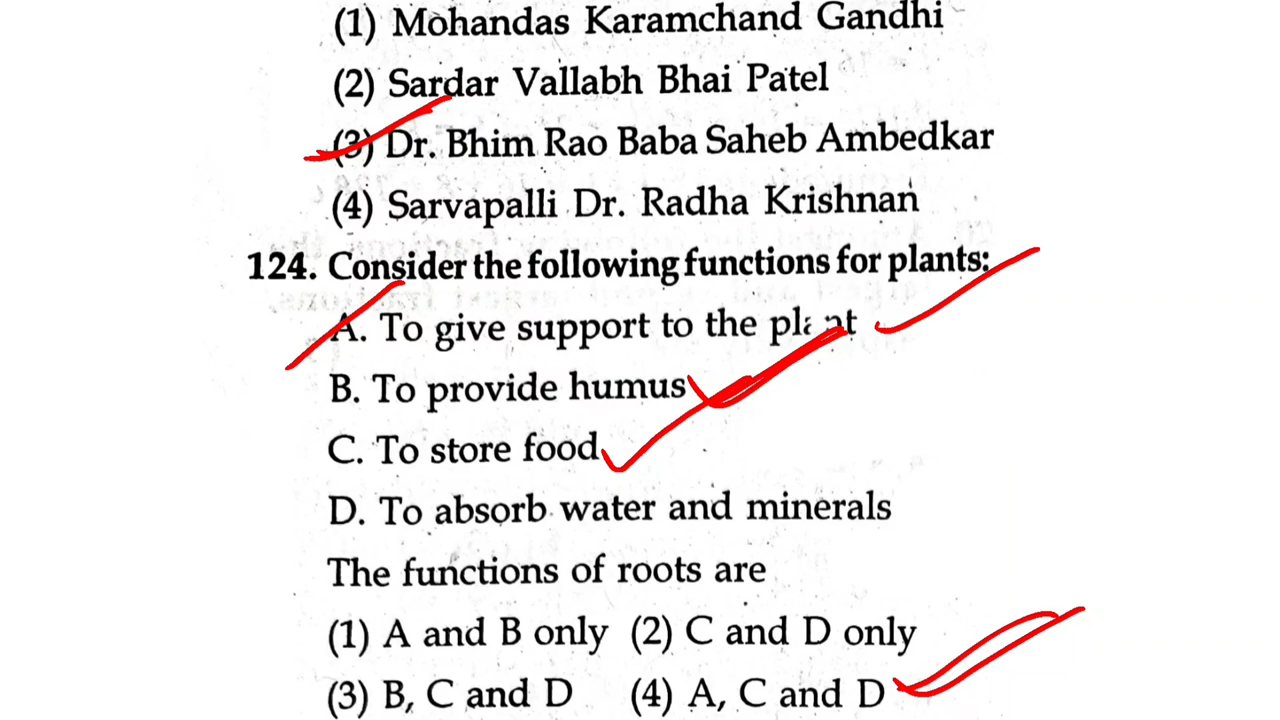 (1) Mohandas Karamchand Gandhi
(2) Sardar Vallabh Bhai Patel
(3) Dr. Bhim Rao Baba Saheb Ambedkar
(4) Sarvapalli Dr. Radha Krishnan
124. Consider the following functions for plants:
A. To give support to the plant
B. To provide humus
C. To store food
D. To absorb water and minerals
The functions of roots are
(1) A and B only (2) C and D only
(3) B, C and D (4) A, C and D